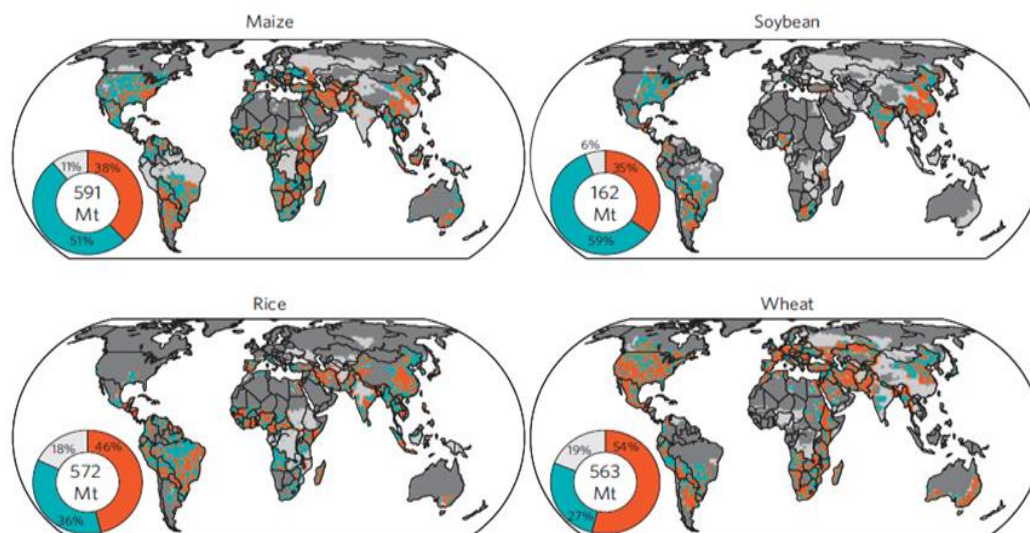 Maize
11%
38%
591
Mt
51%
Soybean
6%
35%
162
Mt
59%
Rice
18%
46%
572
Mt
36%
Wheat
19%
54%
563
Mt
27%